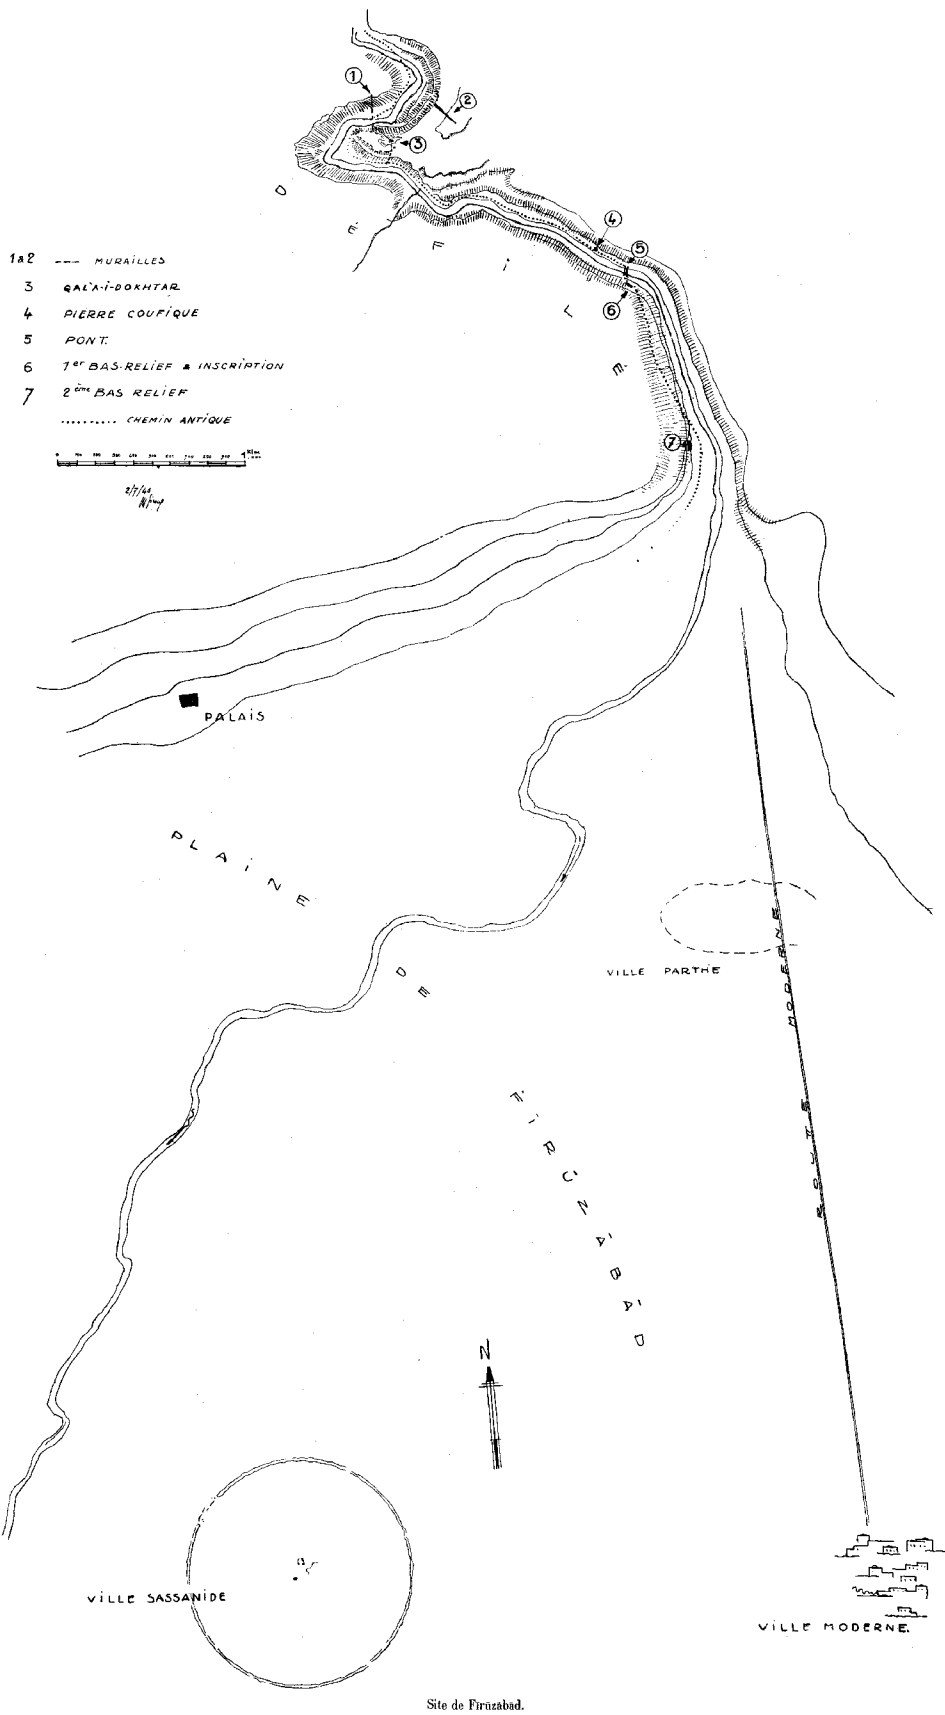 1
2
3
D É F I L E
4
5
6
7
1 à 2 --- MURAILLES
3 QAL'A-I-DOKHTAR
4 PIERRE COUFIQUE
5 PONT.
6 1er BAS-RELIEF & INSCRIPTION
7 2ème BAS RELIEF
.......... CHEMIN ANTIQUE
PALAIS
PLAINE
DE
FIRŪZĀBĀD
VILLE PARTHE
ROUTE MODERNE
N
VILLE SASSANIDE
VILLE MODERNE.
Site de Firūzābād.